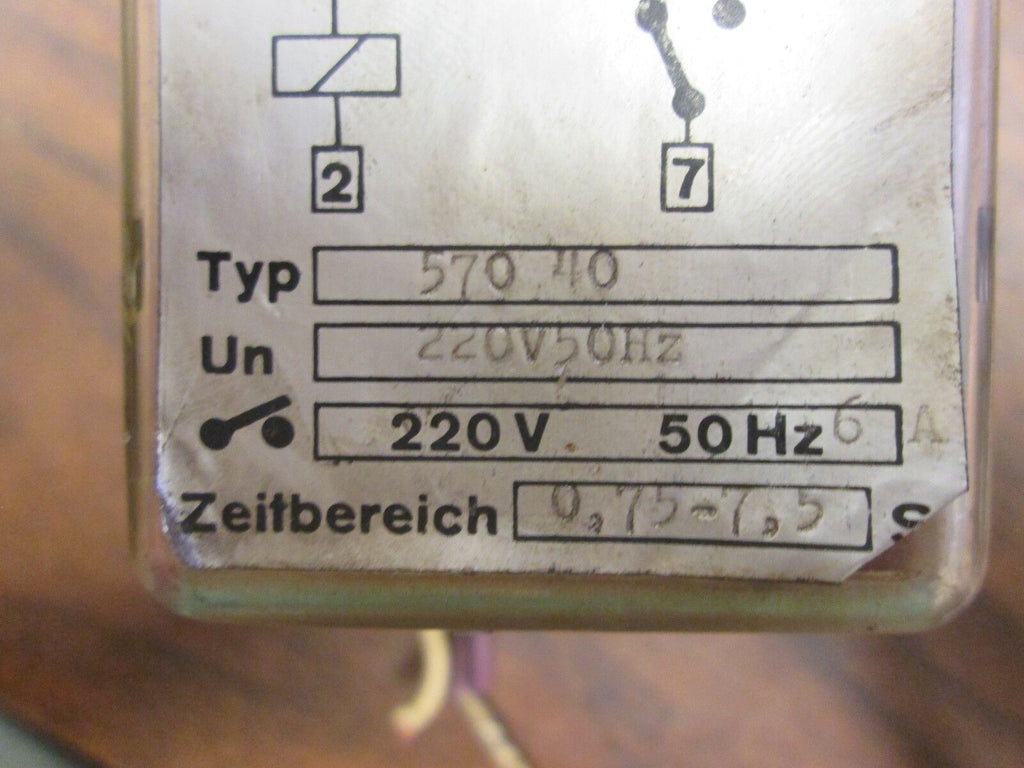 2 7
Typ 570 40
Un 220V50Hz
220V 50Hz 6 A
Zeitbereich 0,75-7,5 S